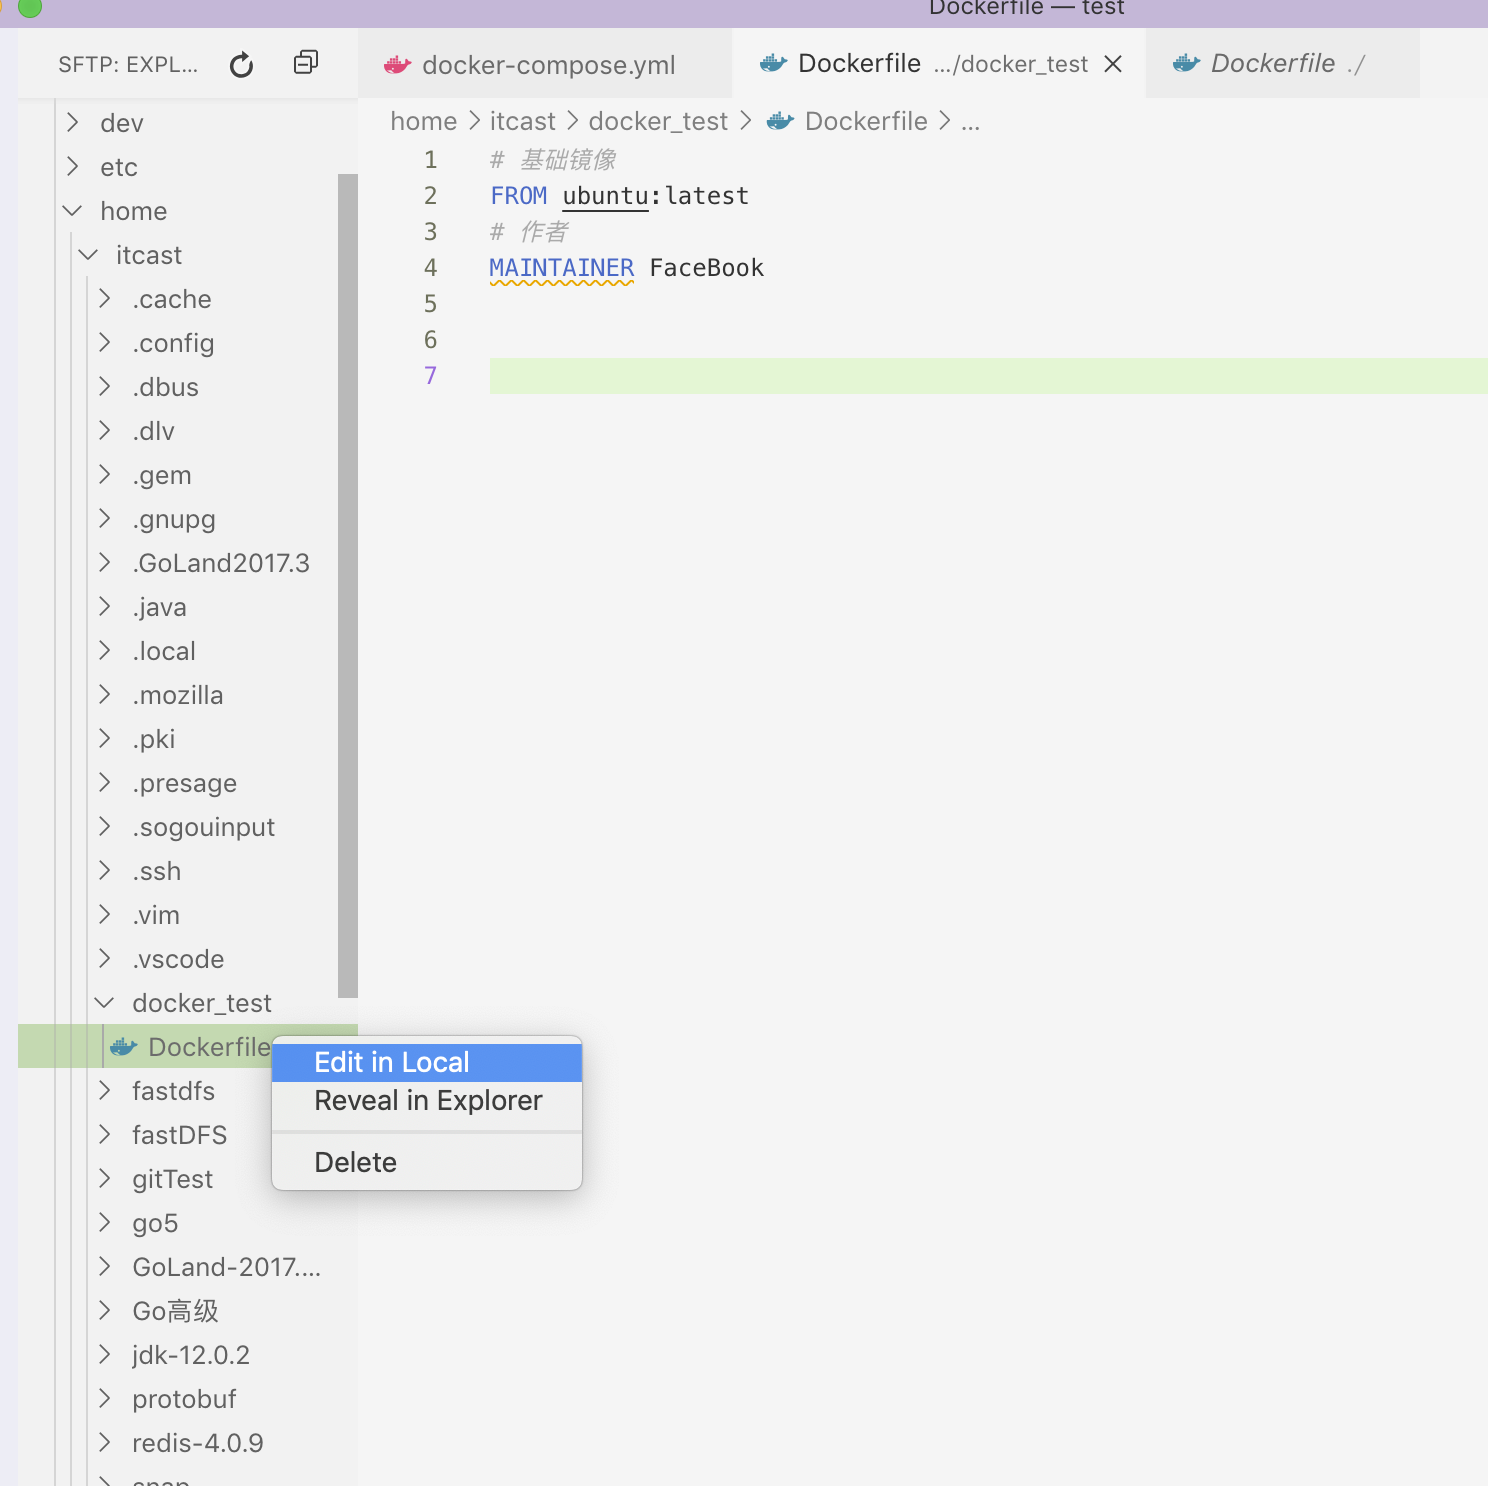 Dockerfile — test
SFTP: EXPL...
docker-compose.yml
Dockerfile .../docker_test
Dockerfile ./
home > itcast > docker_test > Dockerfile > ...
dev
etc
home
itcast
.cache
.config
.dbus
.dlv
.gem
.gnupg
.GoLand2017.3
.java
.local
.mozilla
.pki
.presage
.sogouinput
.ssh
.vim
.vscode
docker_test
Dockerfile
fastdfs
fastDFS
gitTest
go5
GoLand-2017....
Go高级
jdk-12.0.2
protobuf
redis-4.0.9
snap
1 # 基础镜像
2 FROM ubuntu:latest
3 # 作者
4 MAINTAINER FaceBook
5
6
7
Edit in Local
Reveal in Explorer
Delete